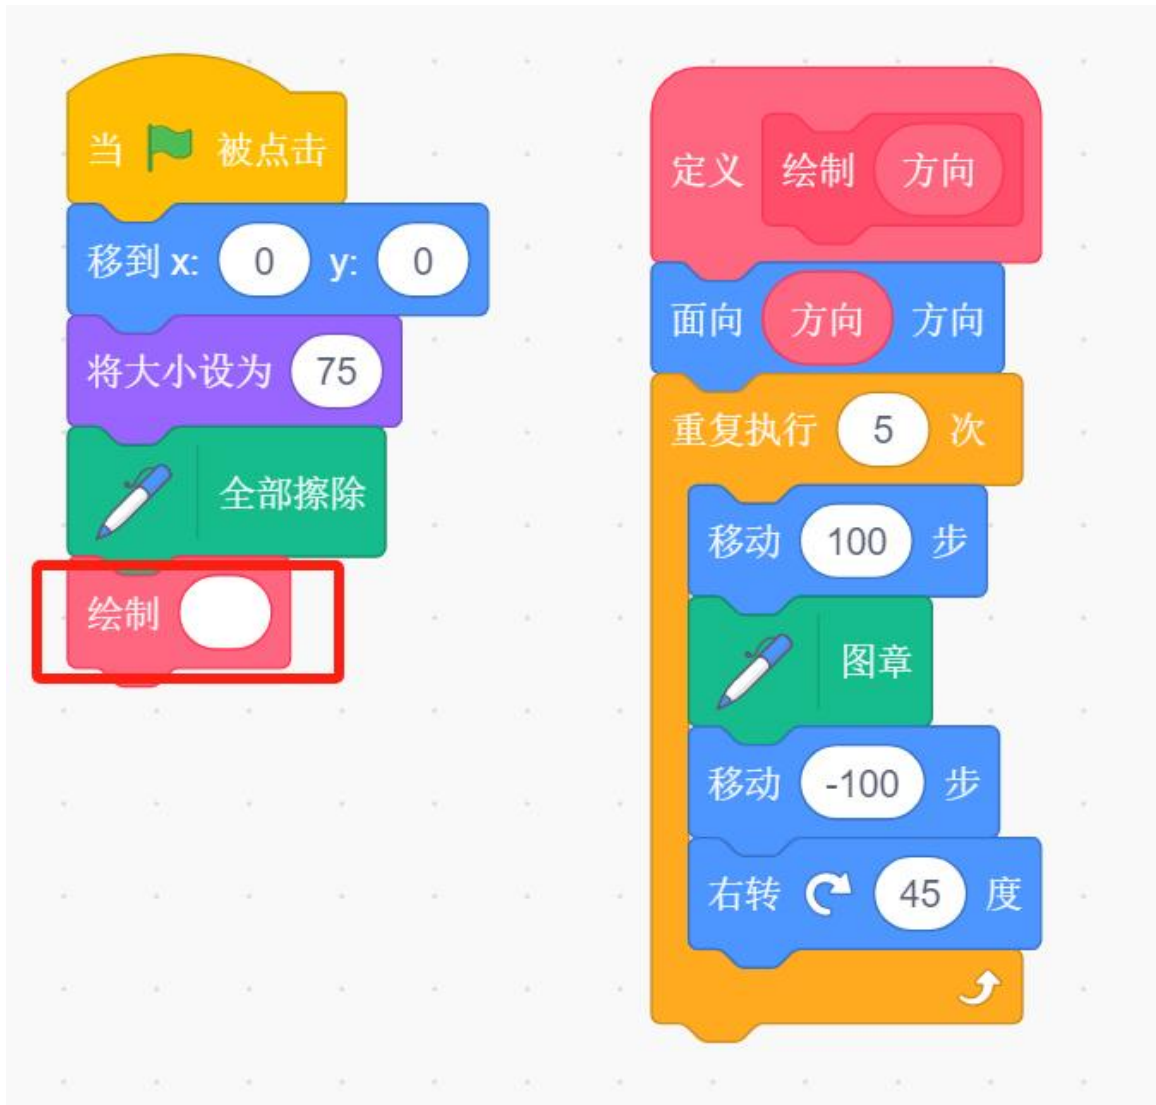 当 被点击
移到 x: 0 y: 0
将大小设为 75
全部擦除
绘制
定义 绘制 方向
面向 方向 方向
重复执行 5 次
移动 100 步
图章
移动 -100 步
右转 45 度